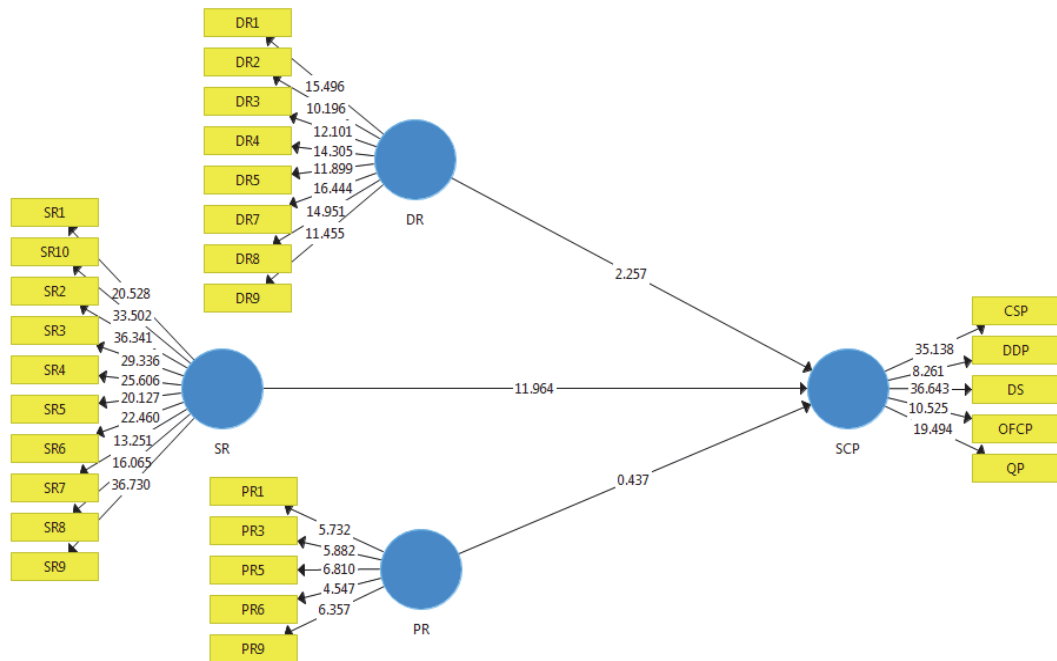 DR1
DR2
DR3
DR4
DR5
DR7
DR8
DR9
15.496
10.196
12.101
14.305
11.899
16.444
14.951
11.455
DR
2.257
SR1
SR10
SR2
SR3
SR4
SR5
SR6
SR7
SR8
SR9
20.528
33.502
36.341
29.336
25.606
20.127
22.460
13.251
16.065
36.730
SR
11.964
PR1
PR3
PR5
PR6
PR9
5.732
5.882
6.810
4.547
6.357
PR
0.437
SCP
35.138
8.261
36.643
10.525
19.494
CSP
DDP
DS
OFCP
QP